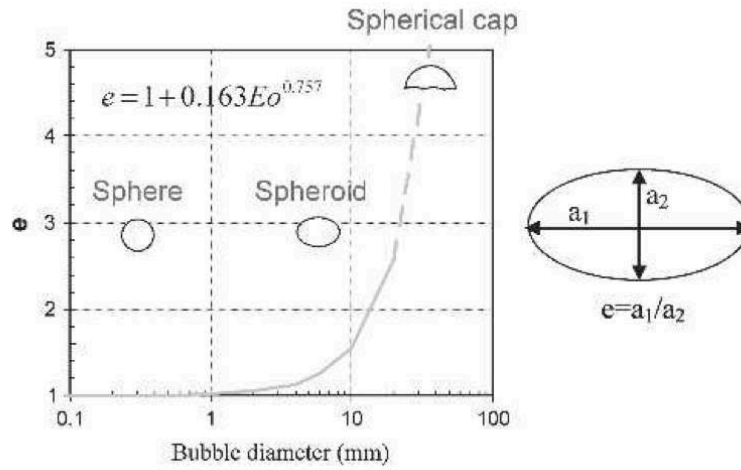 Spherical cap
5
e = 1 + 0.163Eo^0.757
4
Sphere
Spheroid
3
e
2
1
0.1 1 10 100
Bubble diameter (mm)
a₁
a₂
e=a₁/a₂